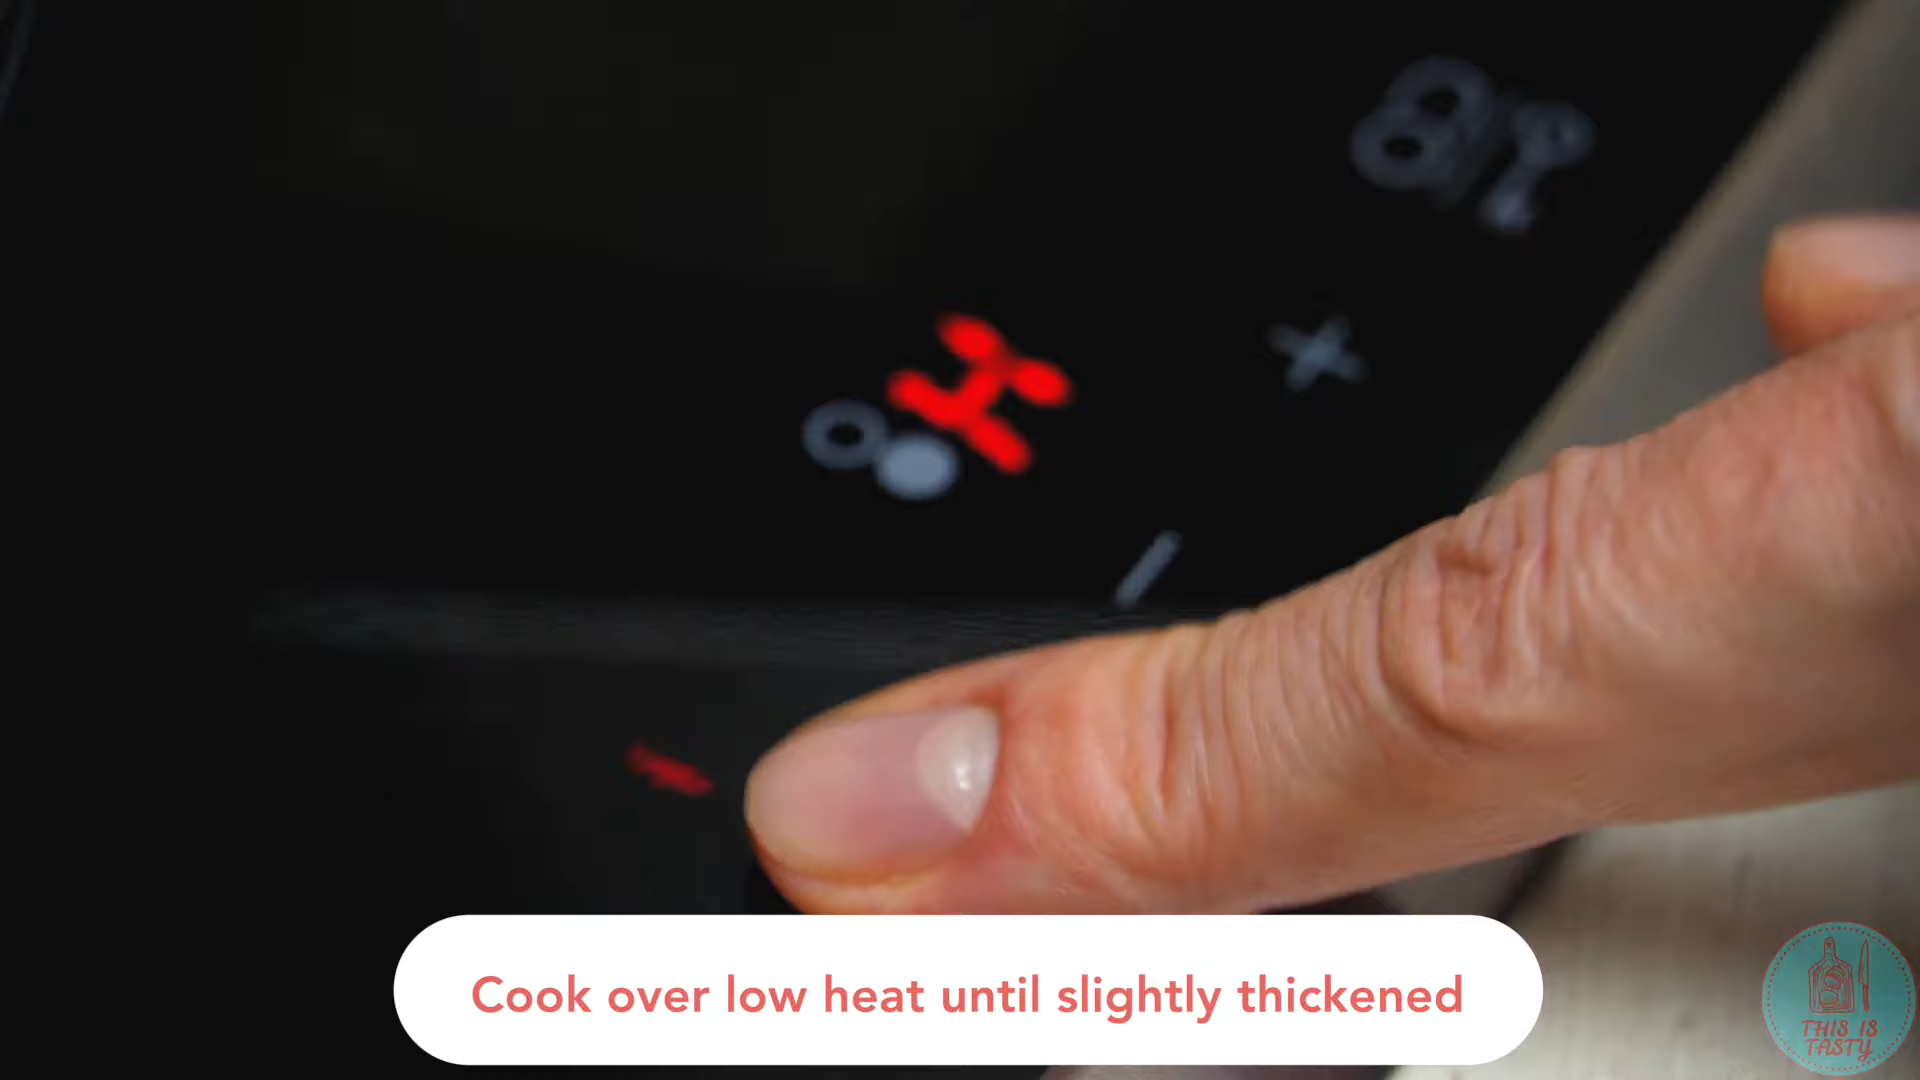 H
+
-
Cook over low heat until slightly thickened
THIS IS
TASTY